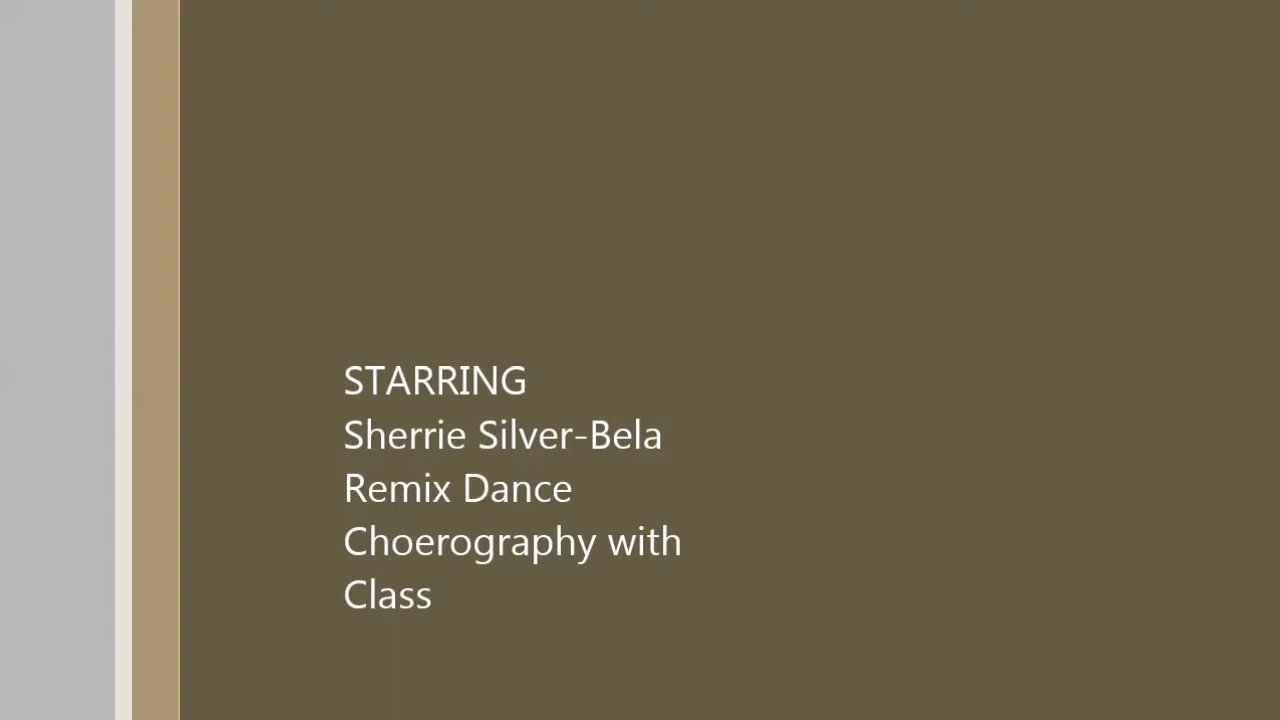 STARRING
Sherrie Silver-Bela
Remix Dance
Choerography with
Class